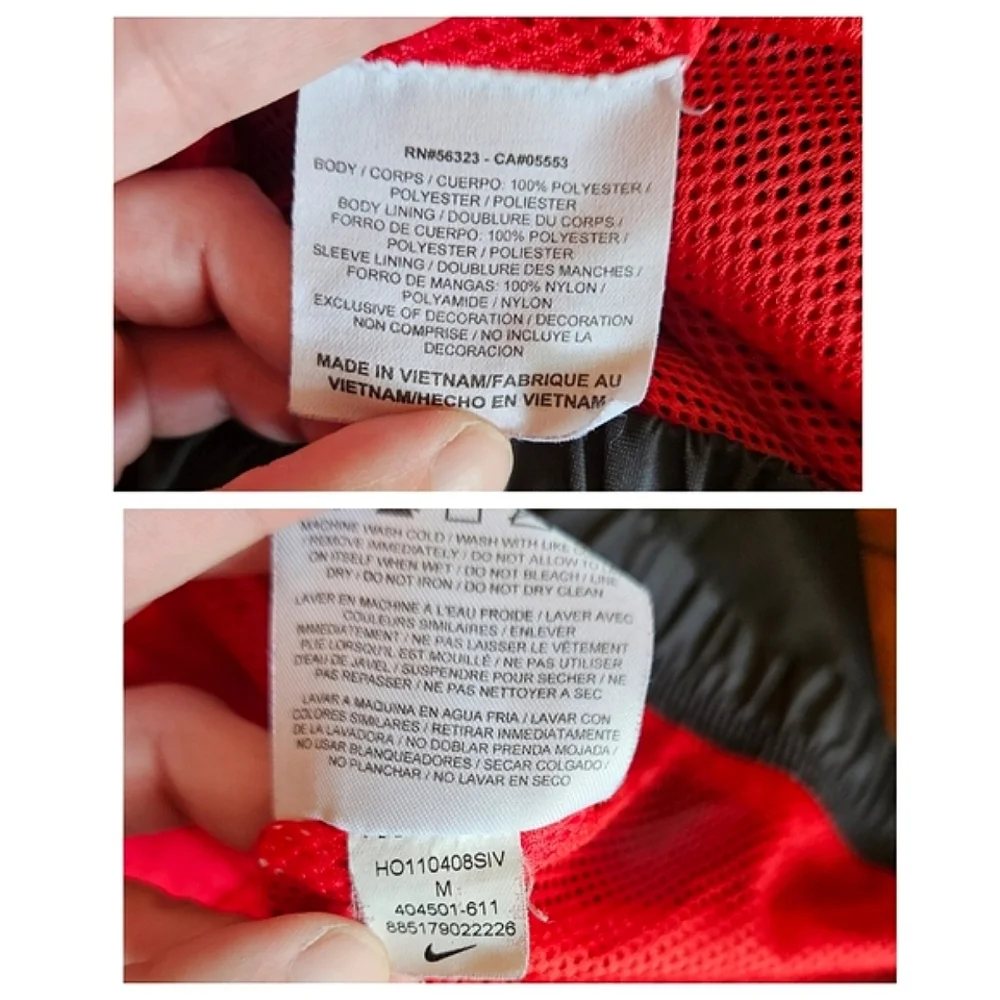 RN#56323 - CA#05553
BODY / CORPS / CUERPO: 100% POLYESTER /
POLYESTER / POLIESTER
BODY LINING / DOUBLURE DU CORPS /
FORRO DE CUERPO: 100% POLYESTER /
POLYESTER / POLIESTER
SLEEVE LINING / DOUBLURE DES MANCHES /
FORRO DE MANGAS: 100% NYLON /
POLYAMIDE / NYLON
EXCLUSIVE OF DECORATION / DECORATION
NON COMPRISE / NO INCLUYE LA
DECORACION
MADE IN VIETNAM/FABRIQUE AU
VIETNAM/HECHO EN VIETNAM
MACHINE WASH COLD / WASH WITH LIKE
REMOVE IMMEDIATELY / DO NOT ALLOW TO
ON ITSELF WHEN WET / DO NOT BLEACH / LINE
DRY / DO NOT IRON / DO NOT DRY CLEAN
LAVER EN MACHINE A L'EAU FROIDE / LAVER AVEC
COULEURS SIMILAIRES / ENLEVER
IMMEDIATEMENT / NE PAS LAISSER LE VÊTEMENT
PLIE LORSQU'IL EST MOUILLÉ / NE PAS UTILISER
D'EAU DE JAVEL / SUSPENDRE POUR SECHER / NE
PAS REPASSER / NE PAS NETTOYER A SEC
LAVAR A MAQUINA EN AGUA FRIA / LAVAR CON
COLORES SIMILARES / RETIRAR INMEDIATAMENTE
DE LA LAVADORA / NO DOBLAR PRENDA MOJADA /
NO USAR BLANQUEADORES / SECAR COLGADO /
NO PLANCHAR / NO LAVAR EN SECO
HO110408SIV
M
404501-611
885179022226